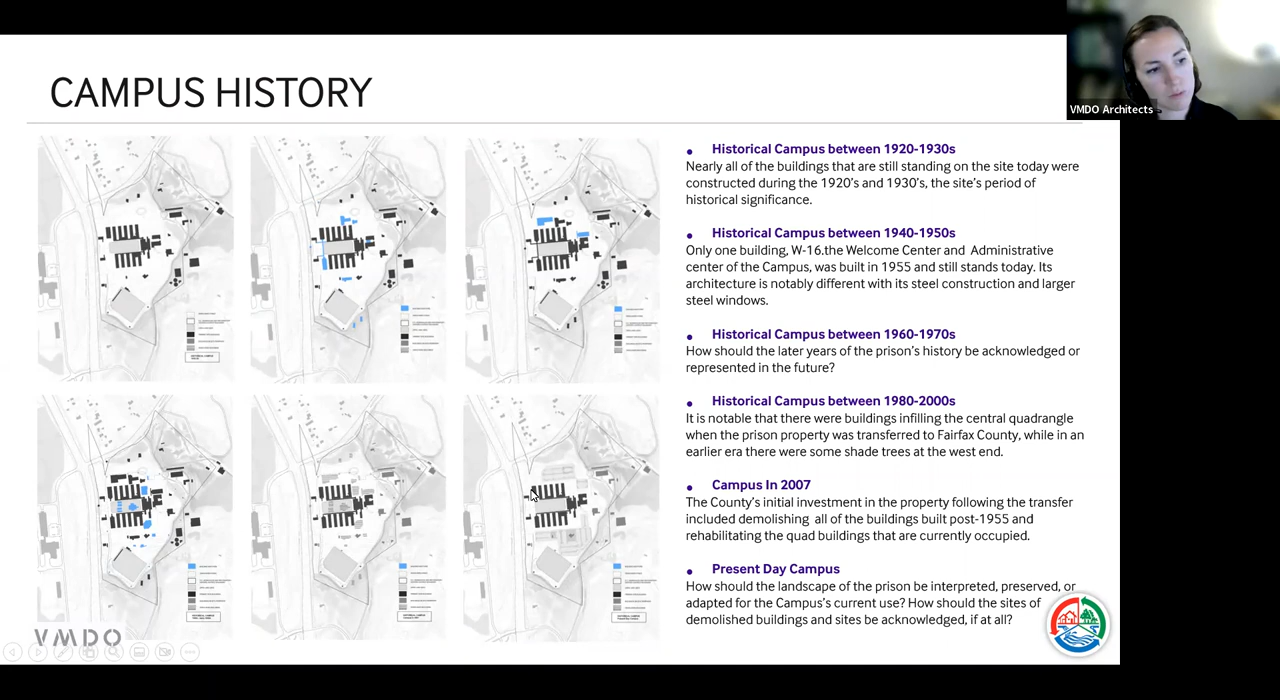 CAMPUS HISTORY
VMDO Architects
• Historical Campus between 1920-1930s
Nearly all of the buildings that are still standing on the site today were
constructed during the 1920's and 1930's, the site's period of
historical significance.
• Historical Campus between 1940-1950s
Only one building, W-16.the Welcome Center and Administrative
center of the Campus, was built in 1955 and still stands today. Its
architecture is notably different with its steel construction and larger
steel windows.
• Historical Campus between 1960-1970s
How should the later years of the prison's history be acknowledged or
represented in the future?
• Historical Campus between 1980-2000s
It is notable that there were buildings infilling the central quadrangle
when the prison property was transferred to Fairfax County, while in an
earlier era there were some shade trees at the west end.
• Campus In 2007
The County's initial investment in the property following the transfer
included demolishing all of the buildings built post-1955 and
rehabilitating the quad buildings that are currently occupied.
• Present Day Campus
How should the landscape of the prison be interpreted, preserved, or
adapted for the Campus's current use? How should the sites of
demolished buildings and sites be acknowledged, if at all?
VMDO